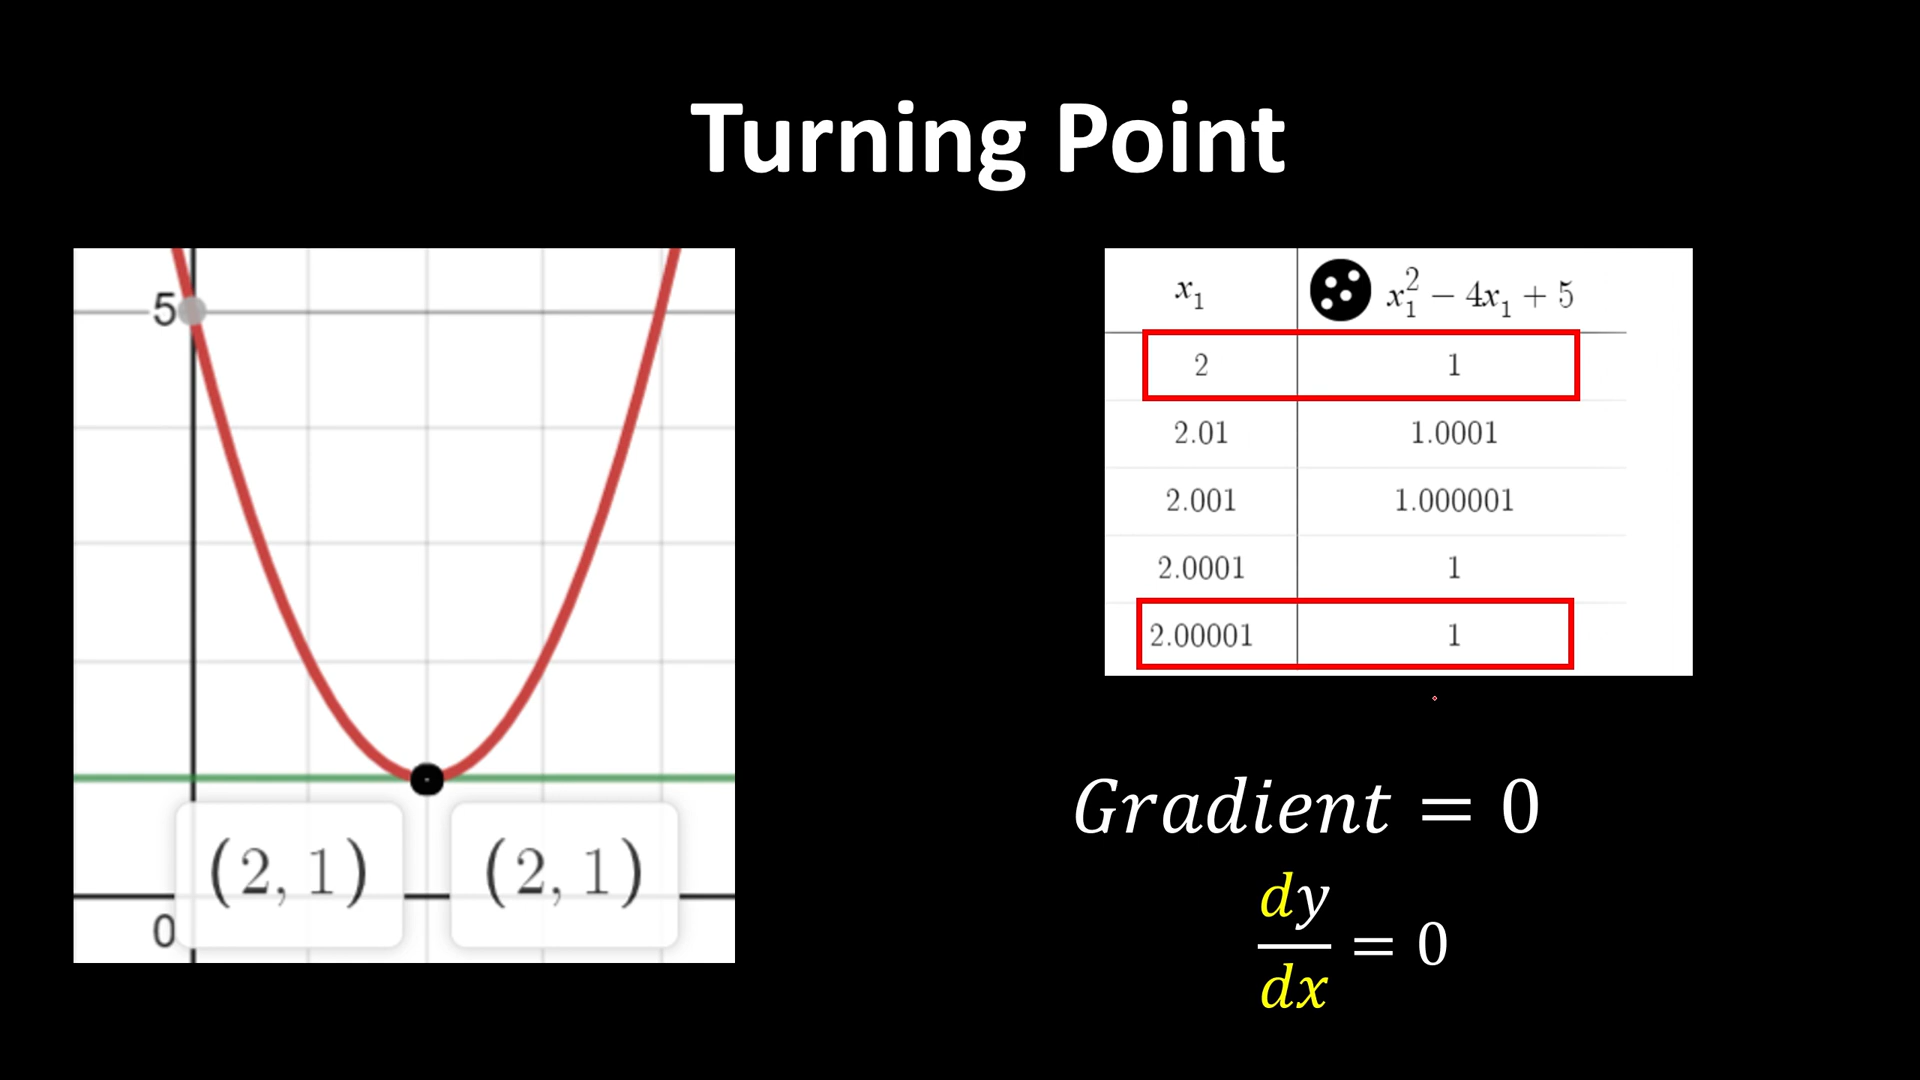 Turning Point
5
0
(2, 1) (2, 1)
x₁ x₁² − 4x₁ + 5
2 1
2.01 1.0001
2.001 1.000001
2.0001 1
2.00001 1
Gradient = 0
dy/dx = 0